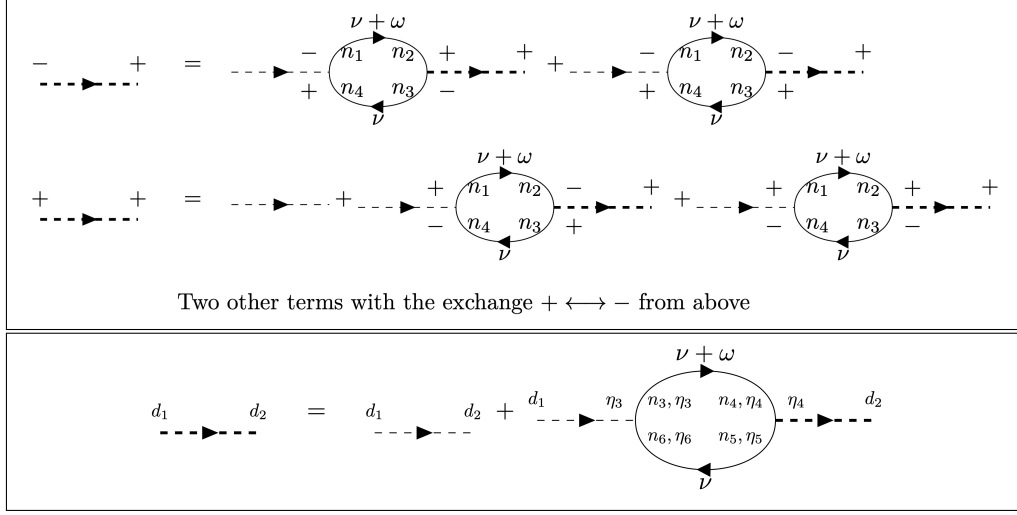 ν + ω ν + ω
− + = − n₁ n₂ + + + − n₁ n₂ − +
+ n₄ n₃ − + n₄ n₃ +
ν ν
ν + ω ν + ω
+ + = + + n₁ n₂ − + + + n₁ n₂ + +
− n₄ n₃ + − n₄ n₃ −
ν ν
Two other terms with the exchange + ⟷ − from above
ν + ω
d₁ d₂ = d₁ d₂ + d₁ η₃ n₃, η₃ n₄, η₄ η₄ d₂
n₆, η₆ n₅, η₅
ν